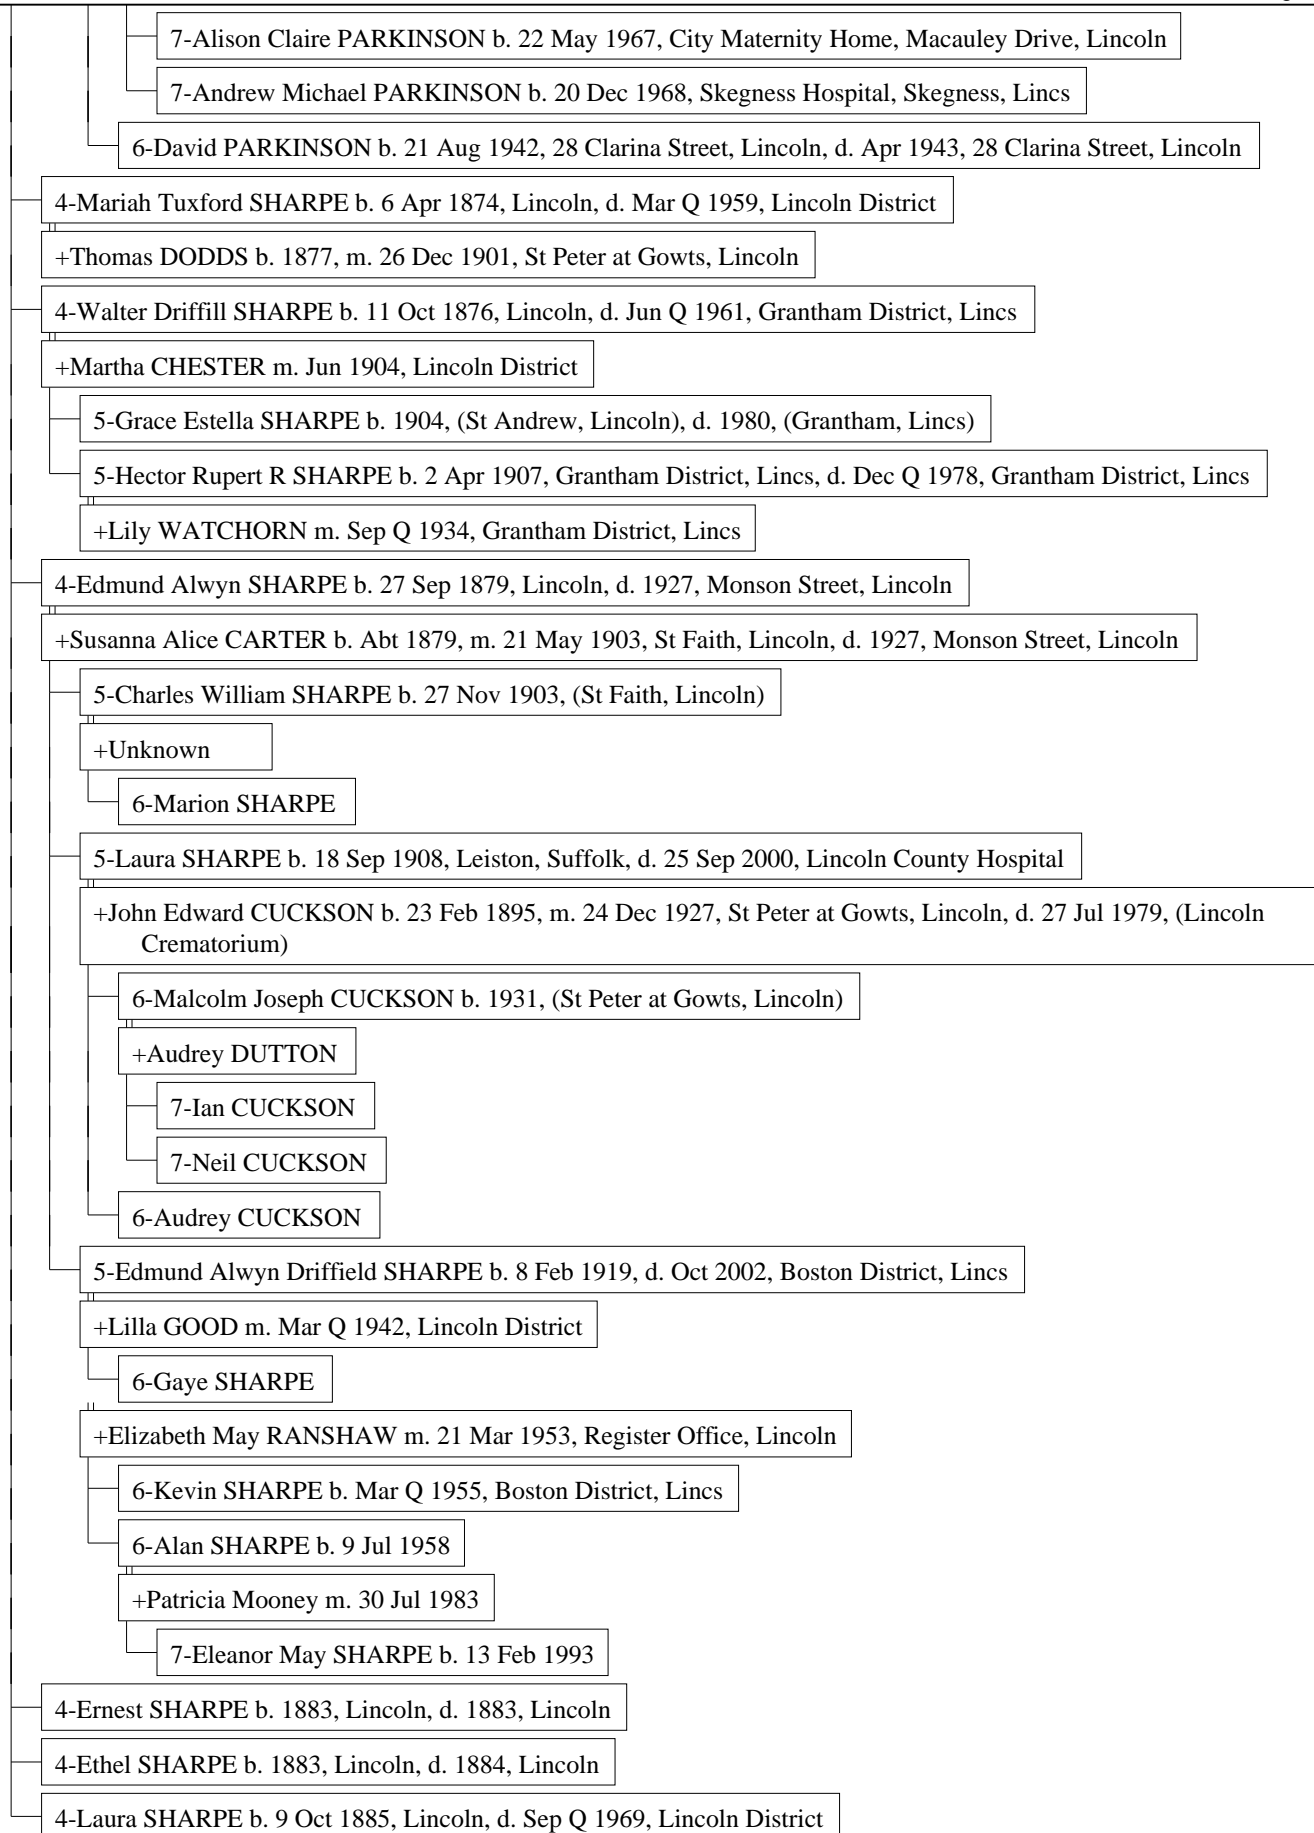 7-Alison Claire PARKINSON b. 22 May 1967, City Maternity Home, Macauley Drive, Lincoln
7-Andrew Michael PARKINSON b. 20 Dec 1968, Skegness Hospital, Skegness, Lincs
6-David PARKINSON b. 21 Aug 1942, 28 Clarina Street, Lincoln, d. Apr 1943, 28 Clarina Street, Lincoln
4-Mariah Tuxford SHARPE b. 6 Apr 1874, Lincoln, d. Mar Q 1959, Lincoln District
+Thomas DODDS b. 1877, m. 26 Dec 1901, St Peter at Gowts, Lincoln
4-Walter Driffill SHARPE b. 11 Oct 1876, Lincoln, d. Jun Q 1961, Grantham District, Lincs
+Martha CHESTER m. Jun 1904, Lincoln District
5-Grace Estella SHARPE b. 1904, (St Andrew, Lincoln), d. 1980, (Grantham, Lincs)
5-Hector Rupert R SHARPE b. 2 Apr 1907, Grantham District, Lincs, d. Dec Q 1978, Grantham District, Lincs
+Lily WATCHORN m. Sep Q 1934, Grantham District, Lincs
4-Edmund Alwyn SHARPE b. 27 Sep 1879, Lincoln, d. 1927, Monson Street, Lincoln
+Susanna Alice CARTER b. Abt 1879, m. 21 May 1903, St Faith, Lincoln, d. 1927, Monson Street, Lincoln
5-Charles William SHARPE b. 27 Nov 1903, (St Faith, Lincoln)
+Unknown
6-Marion SHARPE
5-Laura SHARPE b. 18 Sep 1908, Leiston, Suffolk, d. 25 Sep 2000, Lincoln County Hospital
+John Edward CUCKSON b. 23 Feb 1895, m. 24 Dec 1927, St Peter at Gowts, Lincoln, d. 27 Jul 1979, (Lincoln
Crematorium)
6-Malcolm Joseph CUCKSON b. 1931, (St Peter at Gowts, Lincoln)
+Audrey DUTTON
7-Ian CUCKSON
7-Neil CUCKSON
6-Audrey CUCKSON
5-Edmund Alwyn Driffield SHARPE b. 8 Feb 1919, d. Oct 2002, Boston District, Lincs
+Lilla GOOD m. Mar Q 1942, Lincoln District
6-Gaye SHARPE
+Elizabeth May RANSHAW m. 21 Mar 1953, Register Office, Lincoln
6-Kevin SHARPE b. Mar Q 1955, Boston District, Lincs
6-Alan SHARPE b. 9 Jul 1958
+Patricia Mooney m. 30 Jul 1983
7-Eleanor May SHARPE b. 13 Feb 1993
4-Ernest SHARPE b. 1883, Lincoln, d. 1883, Lincoln
4-Ethel SHARPE b. 1883, Lincoln, d. 1884, Lincoln
4-Laura SHARPE b. 9 Oct 1885, Lincoln, d. Sep Q 1969, Lincoln District